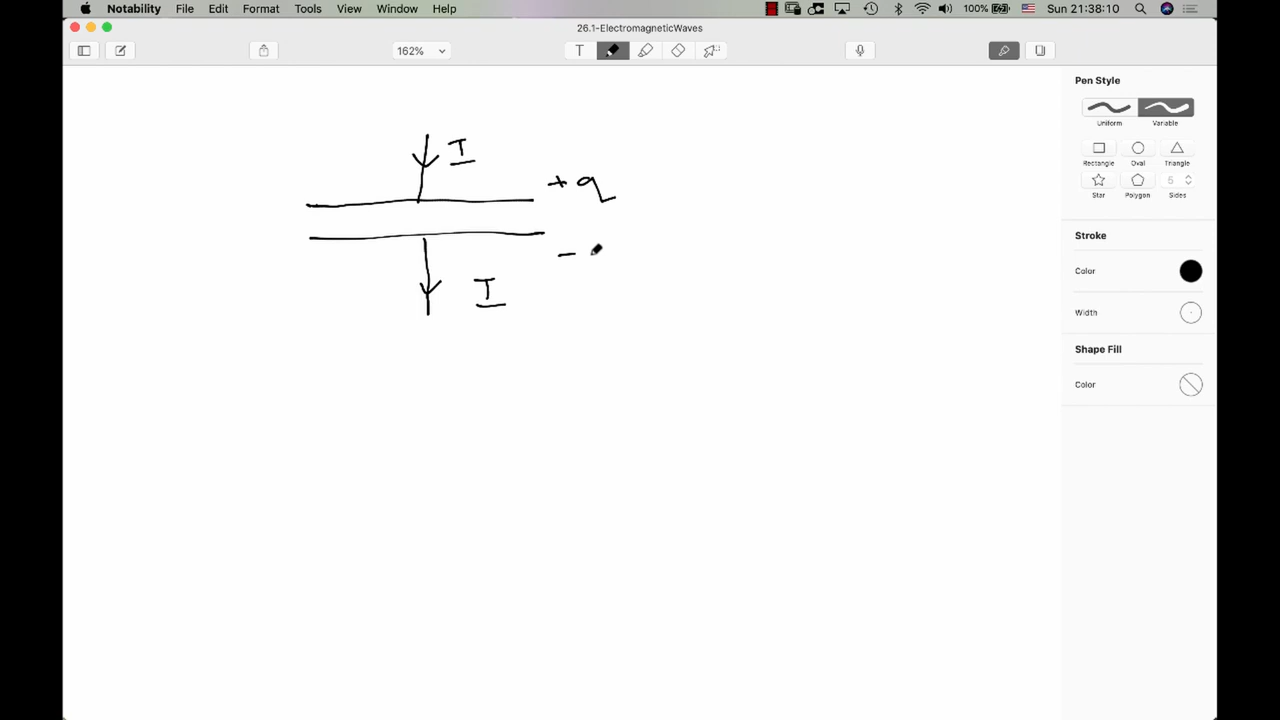 Notability File Edit Format Tools View Window Help 100% Sun 21:38:10
26.1-ElectromagneticWaves
162% T
Pen Style
Uniform Variable
Rectangle Oval Triangle
5
Star Polygon Sides
Stroke
Color
Width
Shape Fill
Color
I
+q
-
I